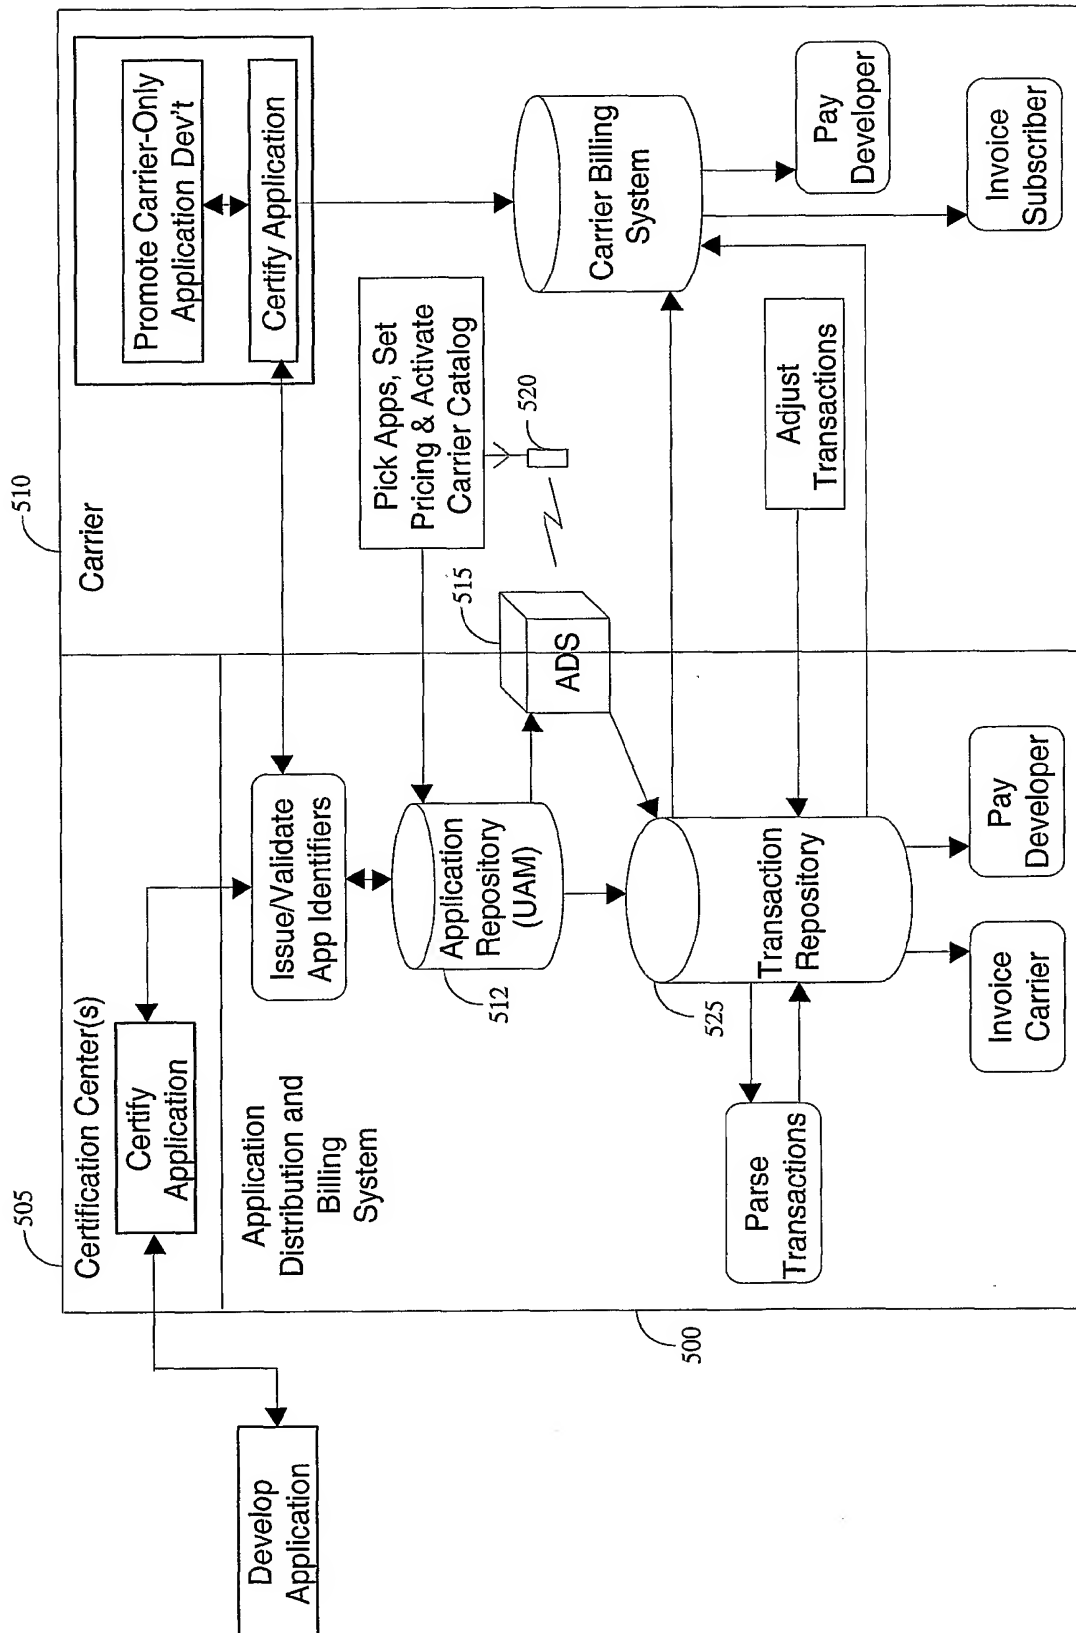 Develop
Application
505
Certification Center(s)
Certify
Application
Application
Distribution and
Billing
System
500
Issue/Validate
App Identifiers
Application
Repository
(UAM)
512
Transaction
Repository
525
Parse
Transactions
Invoice
Carrier
Pay
Developer
ADS
515
510
Carrier
Promote Carrier-Only
Application Dev't
Certify Application
Pick Apps, Set
Pricing & Activate
Carrier Catalog
520
Carrier Billing
System
Adjust
Transactions
Pay
Developer
Invoice
Subscriber